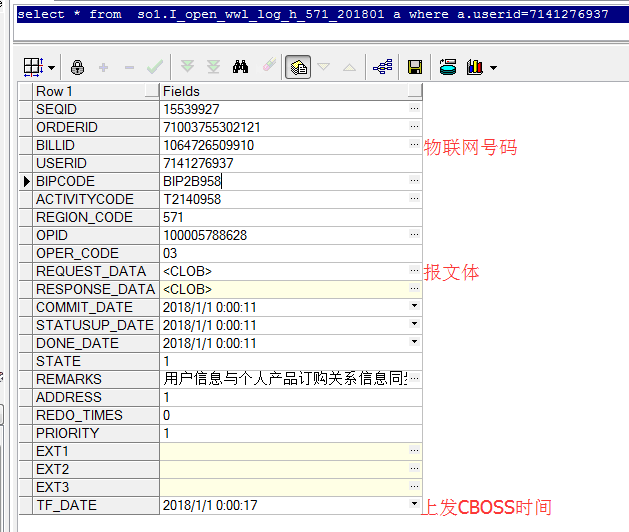 select * from so1.I_open_wwl_log_h_571_201801 a where a.userid=7141276937
Row 1 Fields
SEQID 15539927
ORDERID 71003755302121
BILLID 1064726509910 物联网号码
USERID 7141276937
BIPCODE BIP2B958
ACTIVITYCODE T2140958
REGION_CODE 571
OPID 100005788628
OPER_CODE 03
REQUEST_DATA <CLOB> 报文体
RESPONSE_DATA <CLOB>
COMMIT_DATE 2018/1/1 0:00:11
STATUSUP_DATE 2018/1/1 0:00:11
DONE_DATE 2018/1/1 0:00:11
STATE 1
REMARKS 用户信息与个人产品订购关系信息同
ADDRESS 1
REDO_TIMES 0
PRIORITY 1
EXT1
EXT2
EXT3
TF_DATE 2018/1/1 0:00:17 上发CBOSS时间